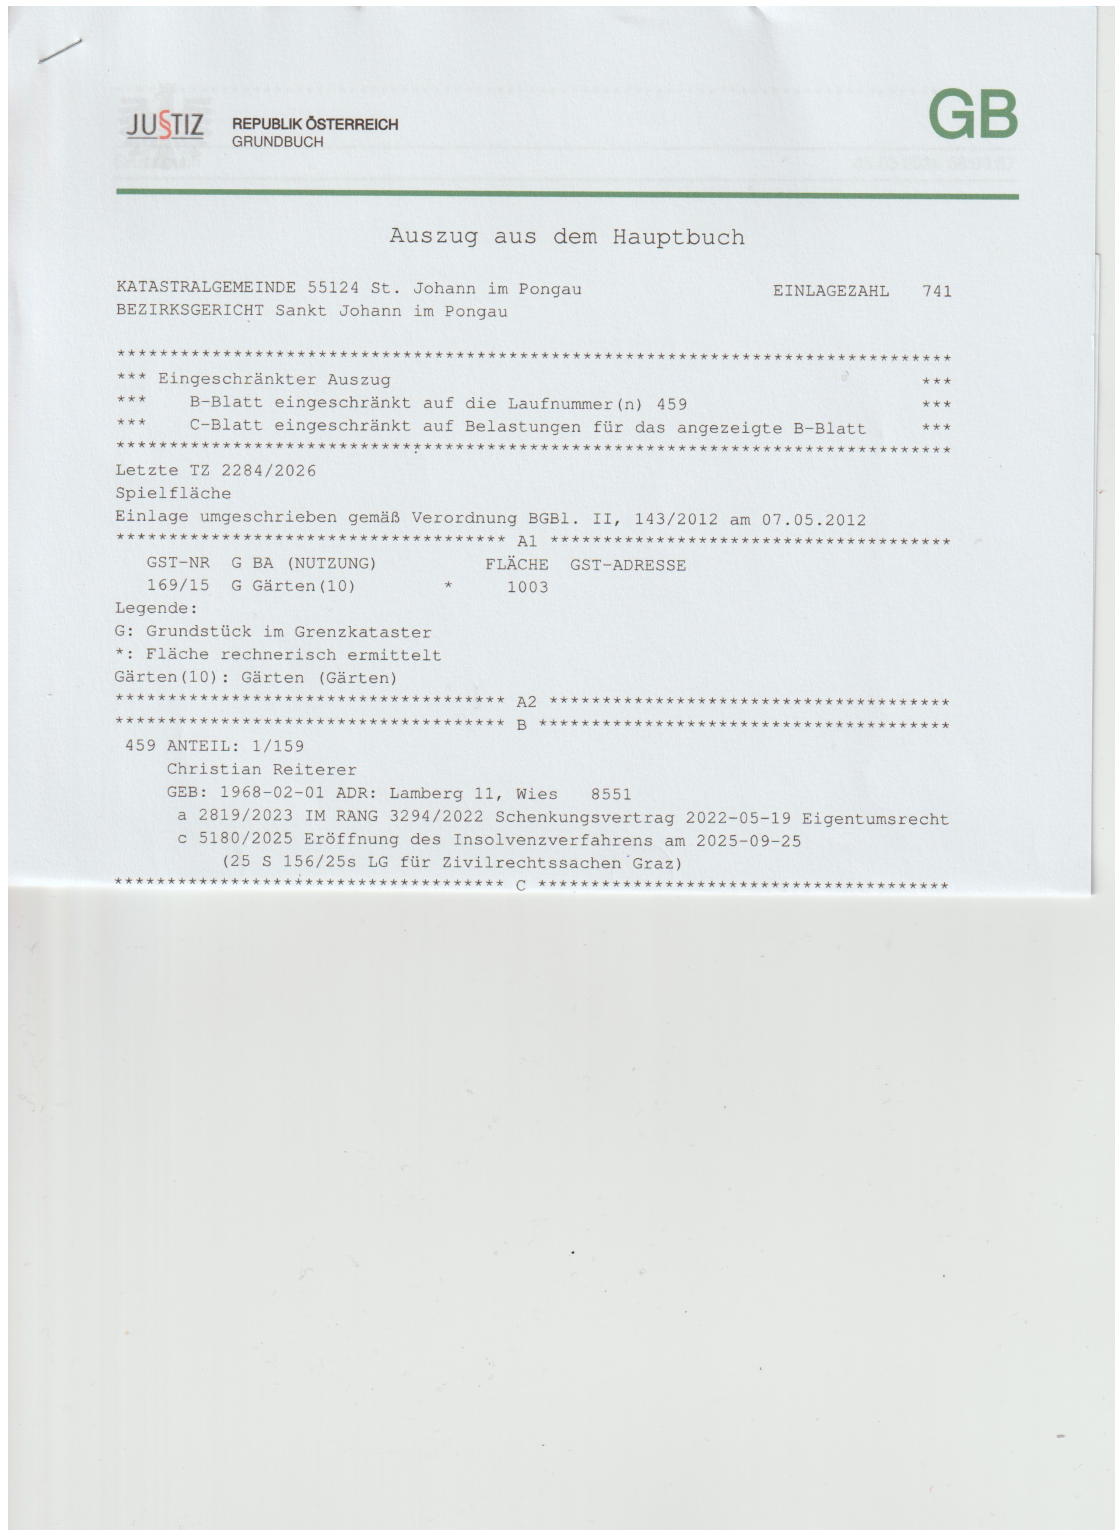 JU§TIZ REPUBLIK ÖSTERREICH
GRUNDBUCH
GB
Auszug aus dem Hauptbuch
KATASTRALGEMEINDE 55124 St. Johann im Pongau EINLAGEZAHL 741
BEZIRKSGERICHT Sankt Johann im Pongau
*******************************************************************************
*** Eingeschränkter Auszug ***
*** B-Blatt eingeschränkt auf die Laufnummer(n) 459 ***
*** C-Blatt eingeschränkt auf Belastungen für das angezeigte B-Blatt ***
*******************************************************************************
Letzte TZ 2284/2026
Spielfläche
Einlage umgeschrieben gemäß Verordnung BGBl. II, 143/2012 am 07.05.2012
************************************* A1 **************************************
GST-NR G BA (NUTZUNG) FLÄCHE GST-ADRESSE
169/15 G Gärten(10) * 1003
Legende:
G: Grundstück im Grenzkataster
*: Fläche rechnerisch ermittelt
Gärten(10): Gärten (Gärten)
************************************* A2 **************************************
************************************* B ***************************************
459 ANTEIL: 1/159
Christian Reiterer
GEB: 1968-02-01 ADR: Lamberg 11, Wies 8551
a 2819/2023 IM RANG 3294/2022 Schenkungsvertrag 2022-05-19 Eigentumsrecht
c 5180/2025 Eröffnung des Insolvenzverfahrens am 2025-09-25
(25 S 156/25s LG für Zivilrechtssachen Graz)
************************************* C ***************************************